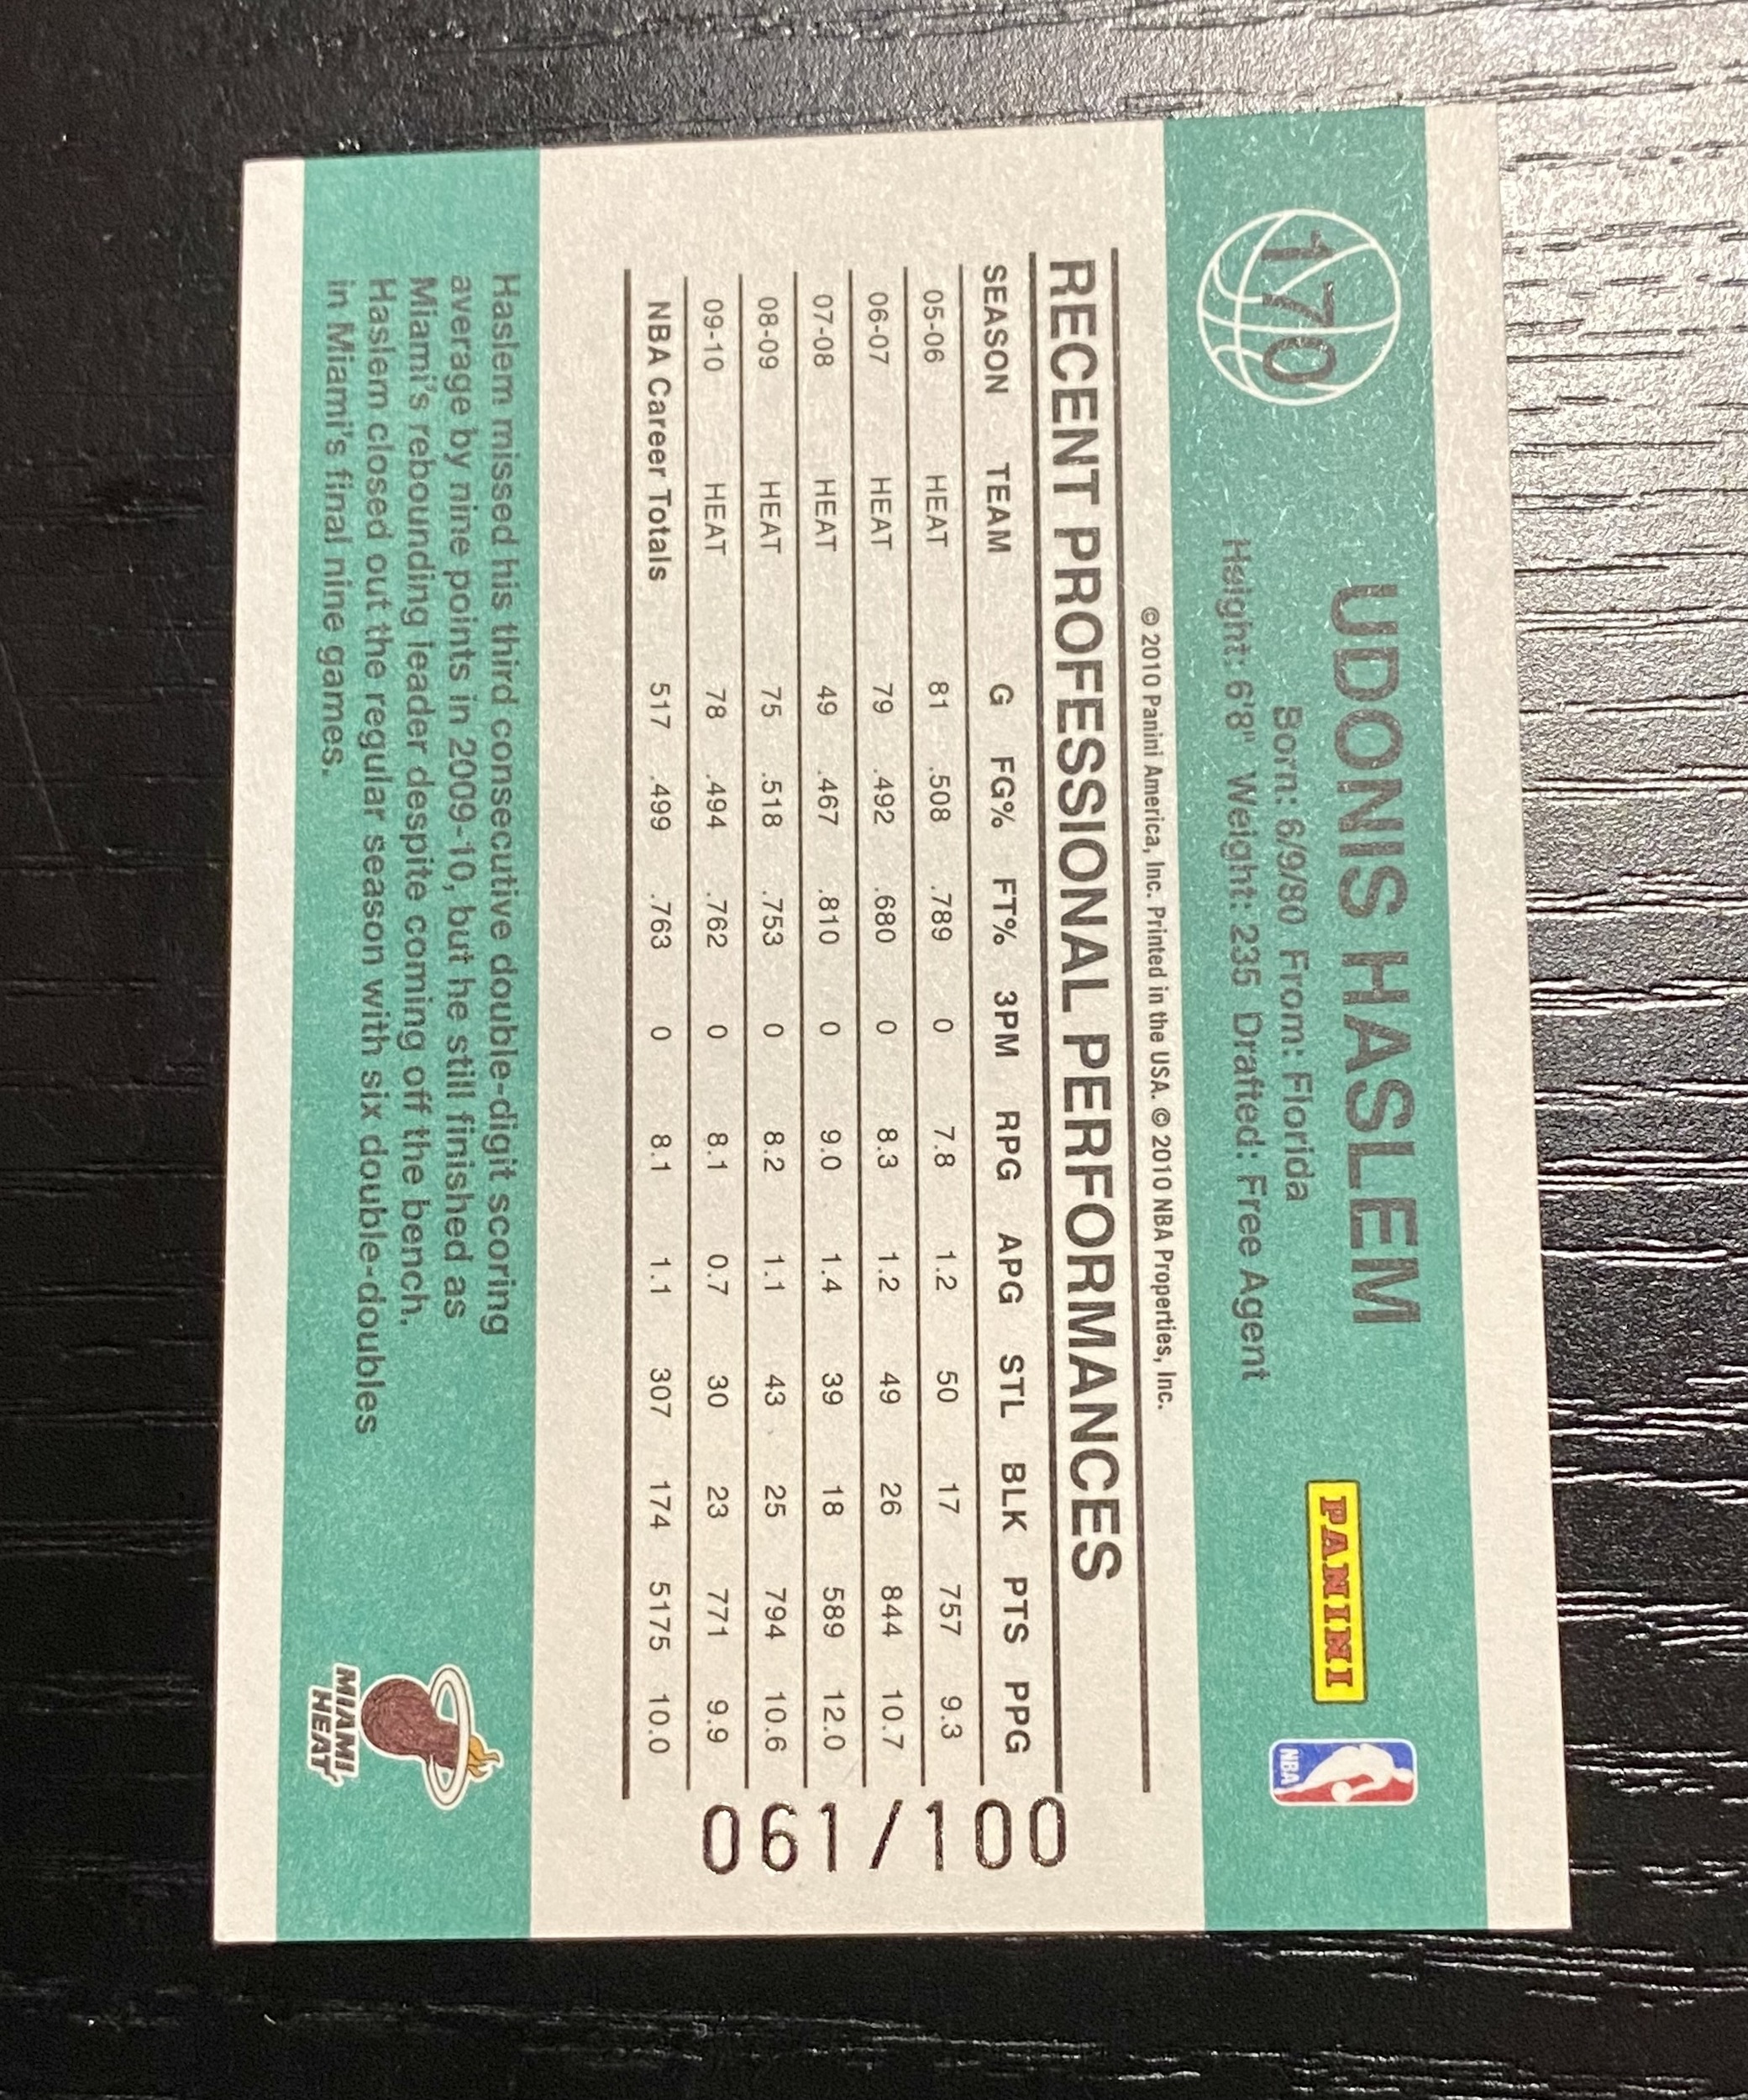 170
UDONIS HASLEM
Born: 6/9/80 From: Florida
Height: 6'8" Weight: 235 Drafted: Free Agent
PANINI
NBA
© 2010 Panini America, Inc. Printed in the USA. © 2010 NBA Properties, Inc.
RECENT PROFESSIONAL PERFORMANCES
SEASON TEAM G FG% FT% 3PM RPG APG STL BLK PTS PPG
05-06 HEAT 81 .508 .789 0 7.8 1.2 50 17 757 9.3
06-07 HEAT 79 .492 .680 0 8.3 1.2 49 26 844 10.7
07-08 HEAT 49 .467 .810 0 9.0 1.4 39 18 589 12.0
08-09 HEAT 75 .518 .753 0 8.2 1.1 43 25 794 10.6
09-10 HEAT 78 .494 .762 0 8.1 0.7 30 23 771 9.9
NBA Career Totals 517 .499 .763 0 8.1 1.1 307 174 5175 10.0
061/100
Haslem missed his third consecutive double-digit scoring
average by nine points in 2009-10, but he still finished as
Miami's rebounding leader despite coming off the bench.
Haslem closed out the regular season with six double-doubles
in Miami's final nine games.
MIAMI
HEAT